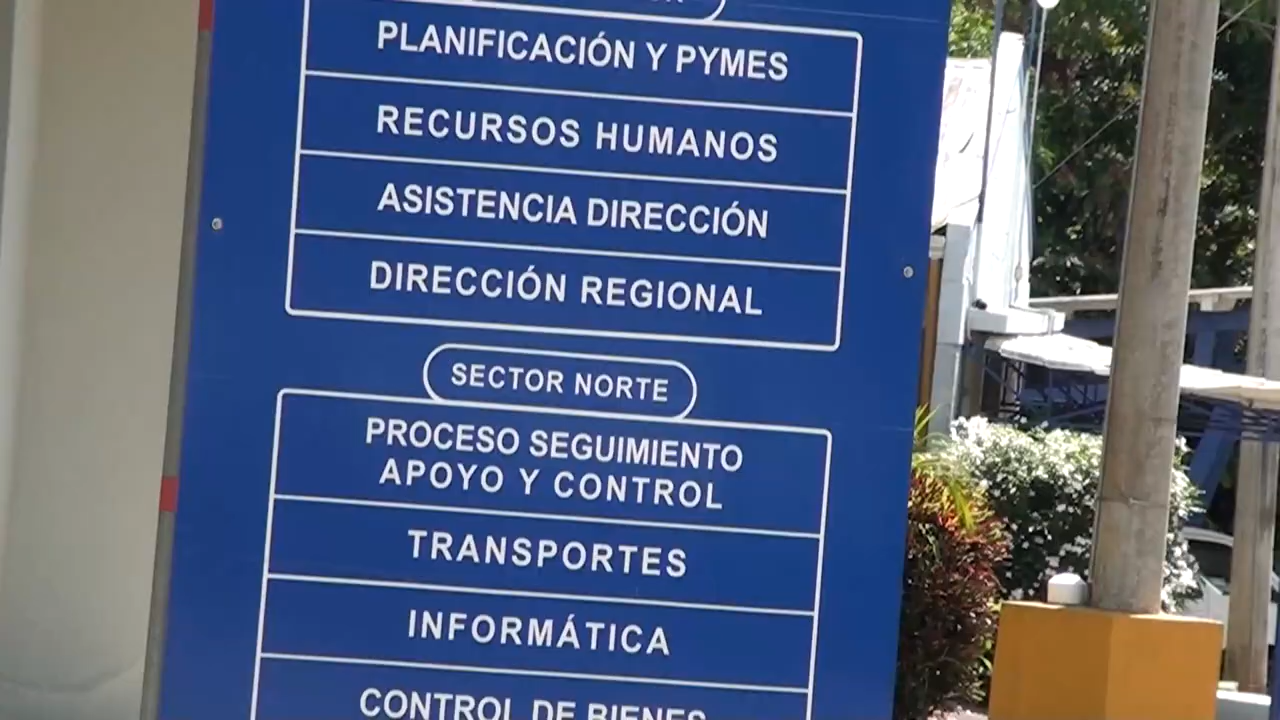 PLANIFICACIÓN Y PYMES
RECURSOS HUMANOS
ASISTENCIA DIRECCIÓN
DIRECCIÓN REGIONAL
SECTOR NORTE
PROCESO SEGUIMIENTO
APOYO Y CONTROL
TRANSPORTES
INFORMÁTICA
CONTROL DE BIENES